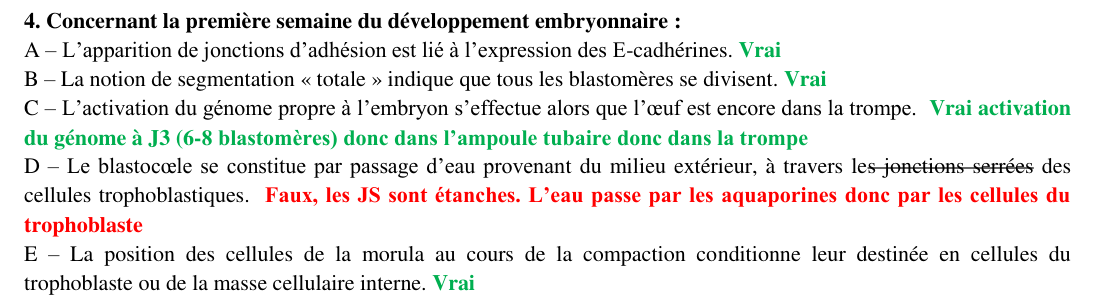 4. Concernant la première semaine du développement embryonnaire :
A – L’apparition de jonctions d’adhésion est lié à l’expression des E-cadhérines. Vrai
B – La notion de segmentation « totale » indique que tous les blastomères se divisent. Vrai
C – L’activation du génome propre à l’embryon s’effectue alors que l’œuf est encore dans la trompe. Vrai activation
du génome à J3 (6-8 blastomères) donc dans l’ampoule tubaire donc dans la trompe
D – Le blastocœle se constitue par passage d’eau provenant du milieu extérieur, à travers les jonctions serrées des
cellules trophoblastiques. Faux, les JS sont étanches. L’eau passe par les aquaporines donc par les cellules du
trophoblaste
E – La position des cellules de la morula au cours de la compaction conditionne leur destinée en cellules du
trophoblaste ou de la masse cellulaire interne. Vrai